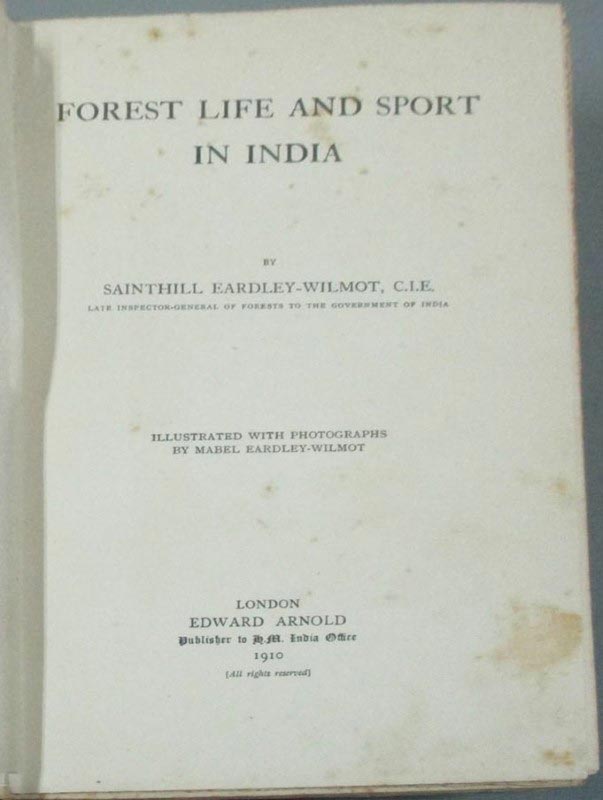 FOREST LIFE AND SPORT
IN INDIA
BY
SAINTHILL EARDLEY-WILMOT, C.I.E.
LATE INSPECTOR-GENERAL OF FORESTS TO THE GOVERNMENT OF INDIA
ILLUSTRATED WITH PHOTOGRAPHS
BY MABEL EARDLEY-WILMOT
LONDON
EDWARD ARNOLD
Publisher to H.M. India Office
1910
[All rights reserved]